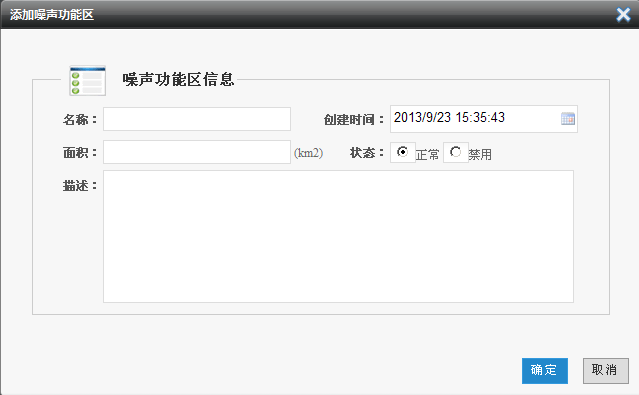 添加噪声功能区
噪声功能区信息
名称：
创建时间：
2013/9/23 15:35:43
面积：
(km2)
状态：
正常
禁用
描述：
确定
取消